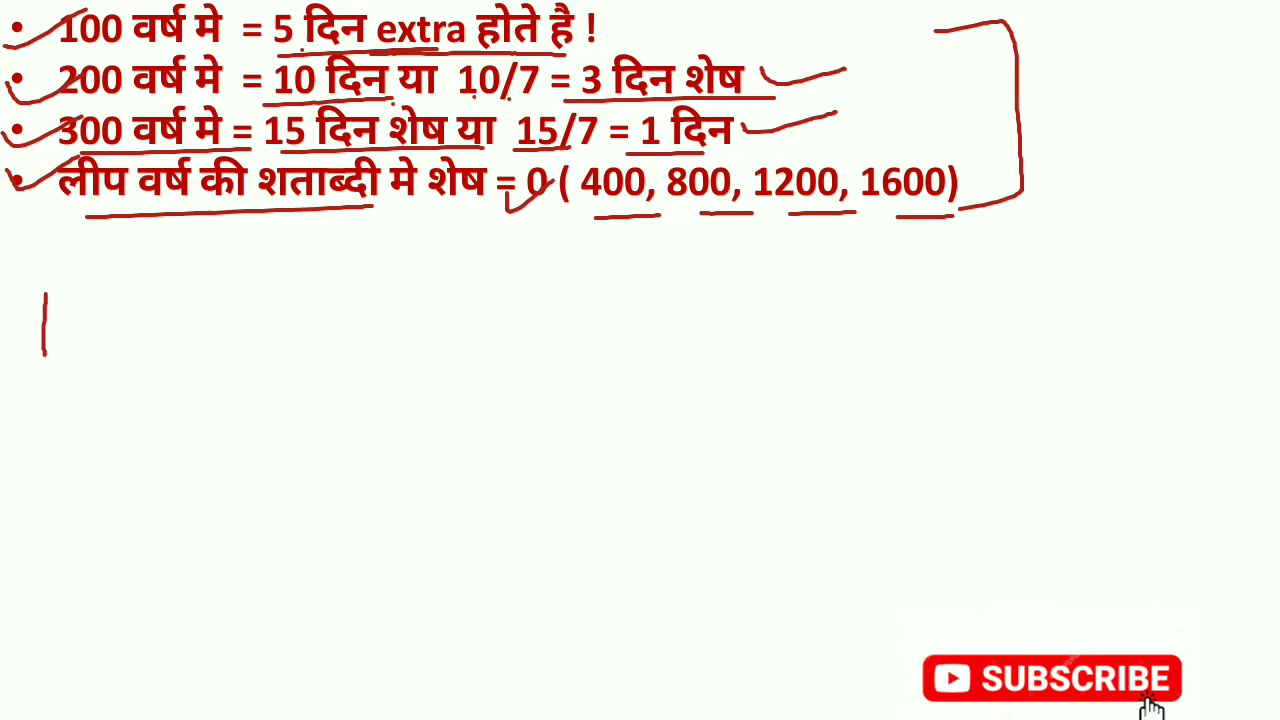 • 100 वर्ष मे = 5 दिन extra होते है !
• 200 वर्ष मे = 10 दिन या 10/7 = 3 दिन शेष
• 300 वर्ष मे = 15 दिन शेष या 15/7 = 1 दिन
• लीप वर्ष की शताब्दी मे शेष = 0 ( 400, 800, 1200, 1600)
SUBSCRIBE